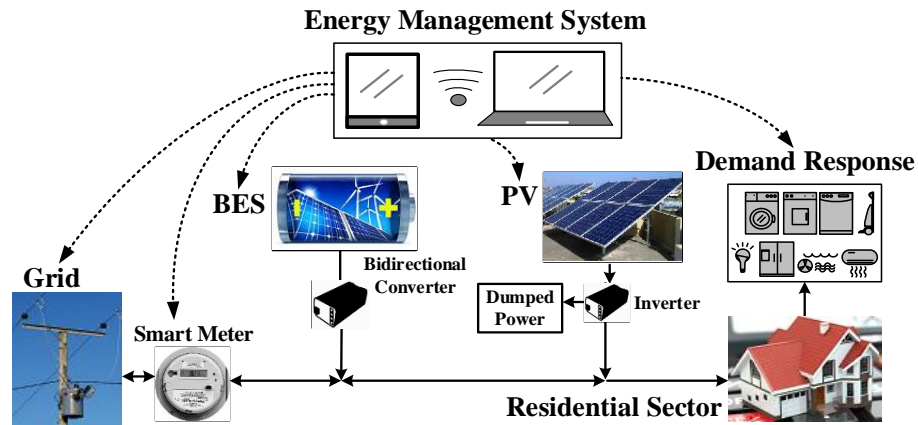 Energy Management System
BES
PV
Demand Response
Grid
Bidirectional
Converter
Smart Meter
Dumped
Power
Inverter
Residential Sector